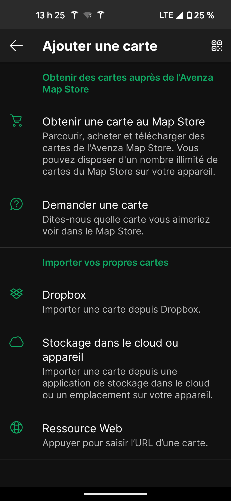 13 h 25
LTE 25 %
Ajouter une carte
Obtenir des cartes auprès de l'Avenza
Map Store
Obtenir une carte au Map Store
Parcourir, acheter et télécharger des
cartes de l'Avenza Map Store. Vous
pouvez disposer d'un nombre illimité de
cartes du Map Store sur votre appareil.
Demander une carte
Dites-nous quelle carte vous aimeriez
voir dans le Map Store.
Importer vos propres cartes
Dropbox
Importer une carte depuis Dropbox.
Stockage dans le cloud ou
appareil
Importer une carte depuis une
application de stockage dans le cloud
ou un emplacement sur votre appareil.
Ressource Web
Appuyer pour saisir l'URL d'une carte.